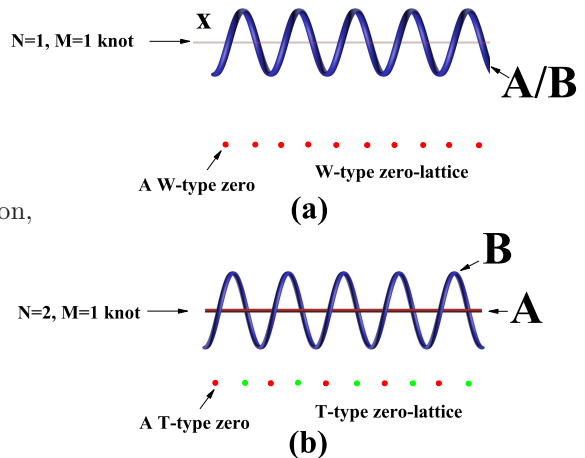 x
N=1, M=1 knot
A/B
A W-type zero
W-type zero-lattice
(a)
on,
B
N=2, M=1 knot
A
A T-type zero
T-type zero-lattice
(b)